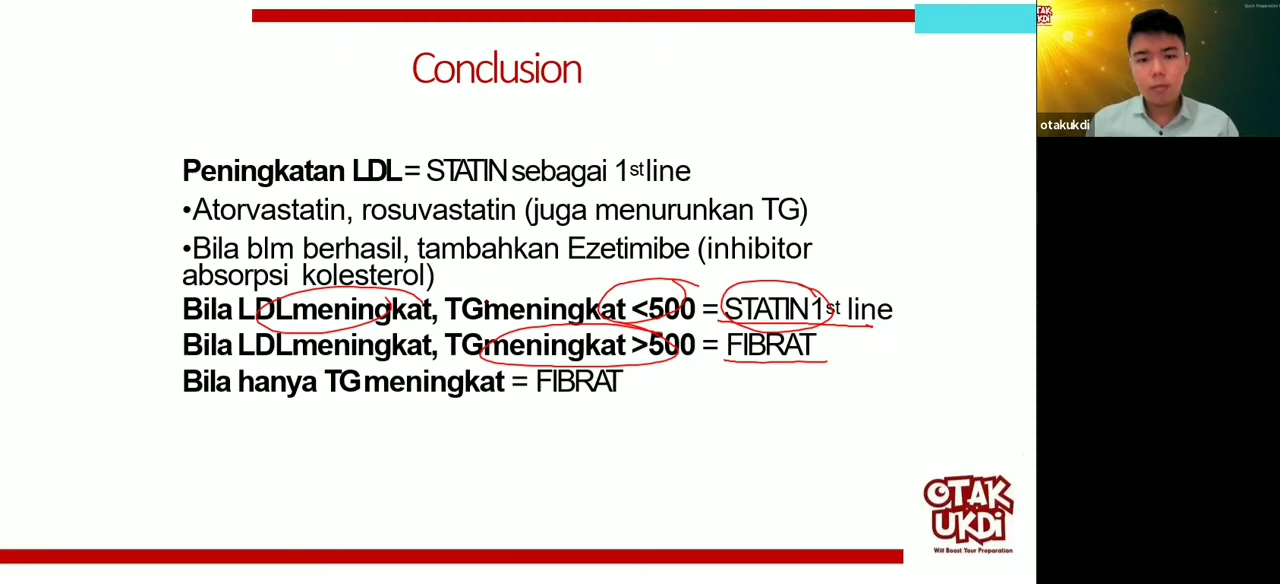 Conclusion
Peningkatan LDL = STATIN sebagai 1st line
•Atorvastatin, rosuvastatin (juga menurunkan TG)
•Bila blm berhasil, tambahkan Ezetimibe (inhibitor
absorpsi kolesterol)
Bila LDL meningkat, TG meningkat <500 = STATIN 1st line
Bila LDL meningkat, TG meningkat >500 = FIBRAT
Bila hanya TG meningkat = FIBRAT
OTAK
UKDI
Will Boost Your Preparation
OTAK
UKDI
otakukdi